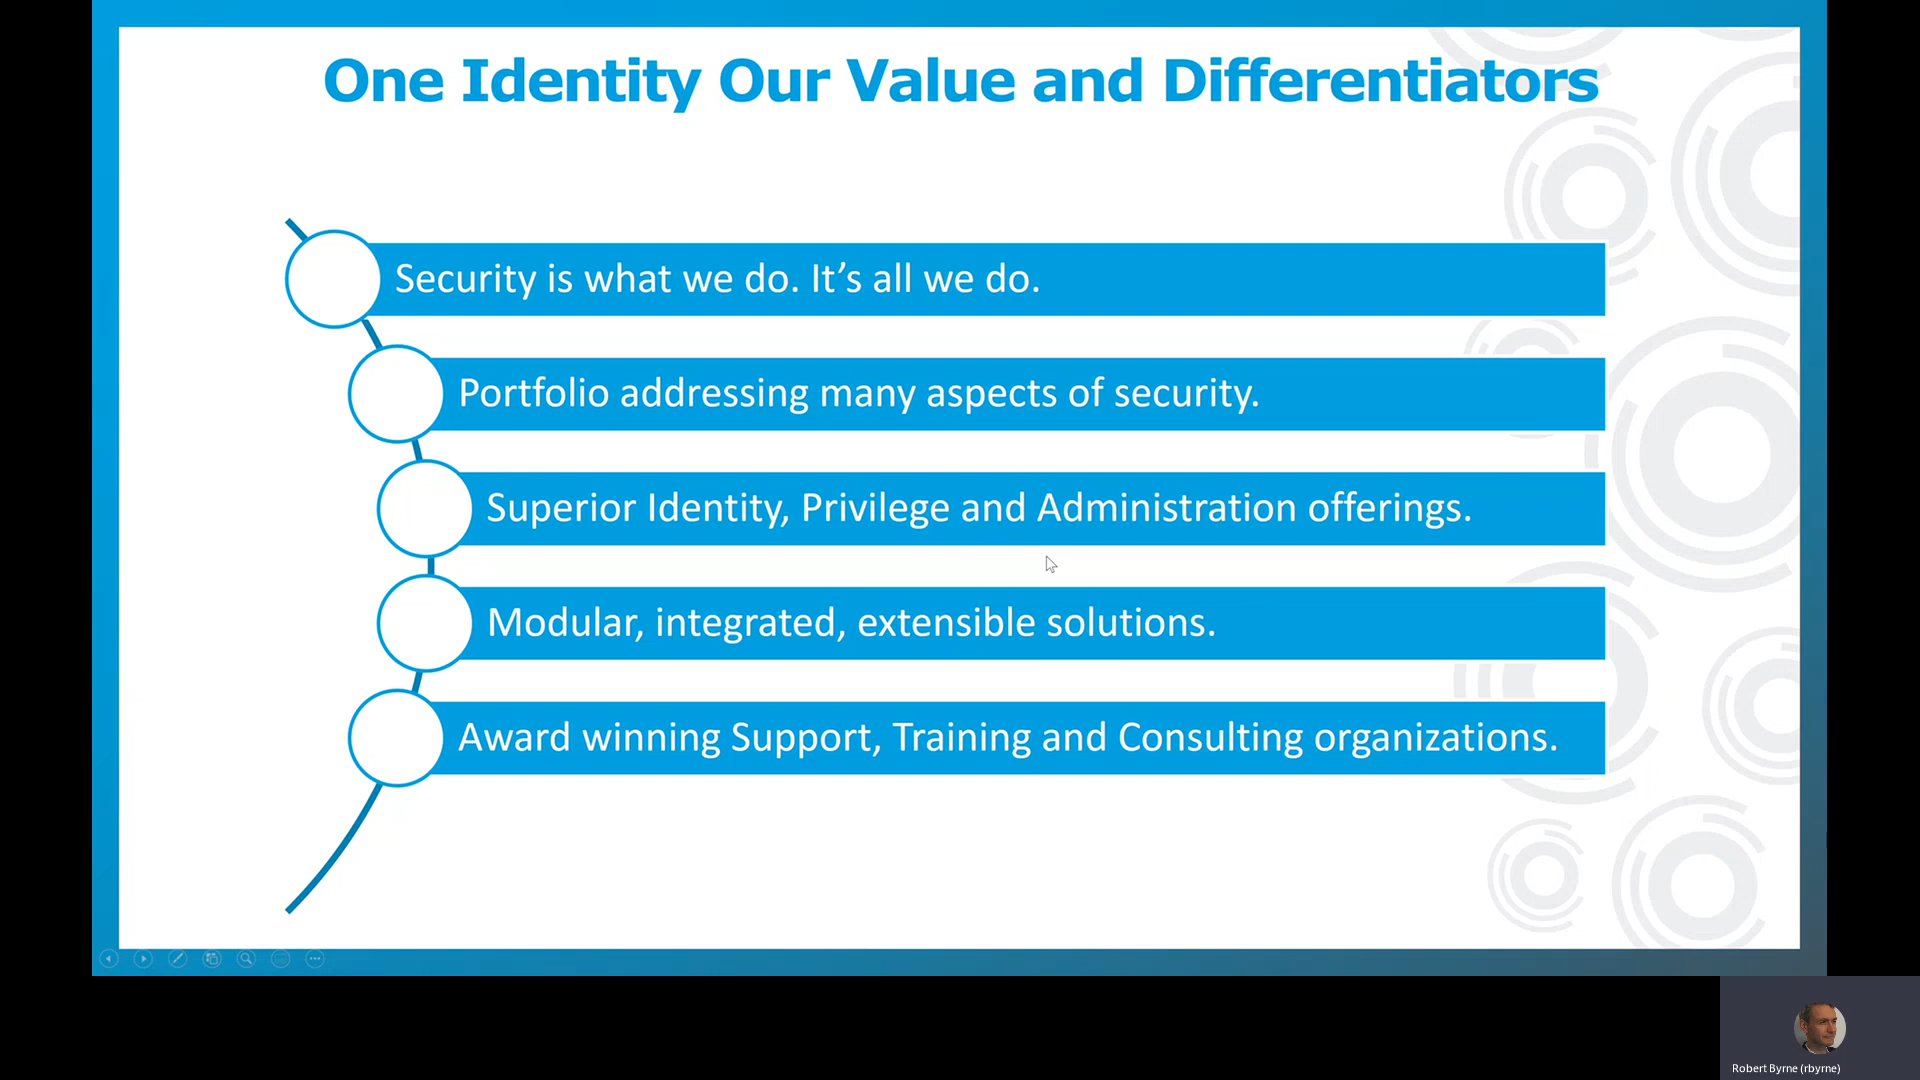 One Identity Our Value and Differentiators
Security is what we do. It’s all we do.
Portfolio addressing many aspects of security.
Superior Identity, Privilege and Administration offerings.
Modular, integrated, extensible solutions.
Award winning Support, Training and Consulting organizations.
Robert Byrne (rbyrne)